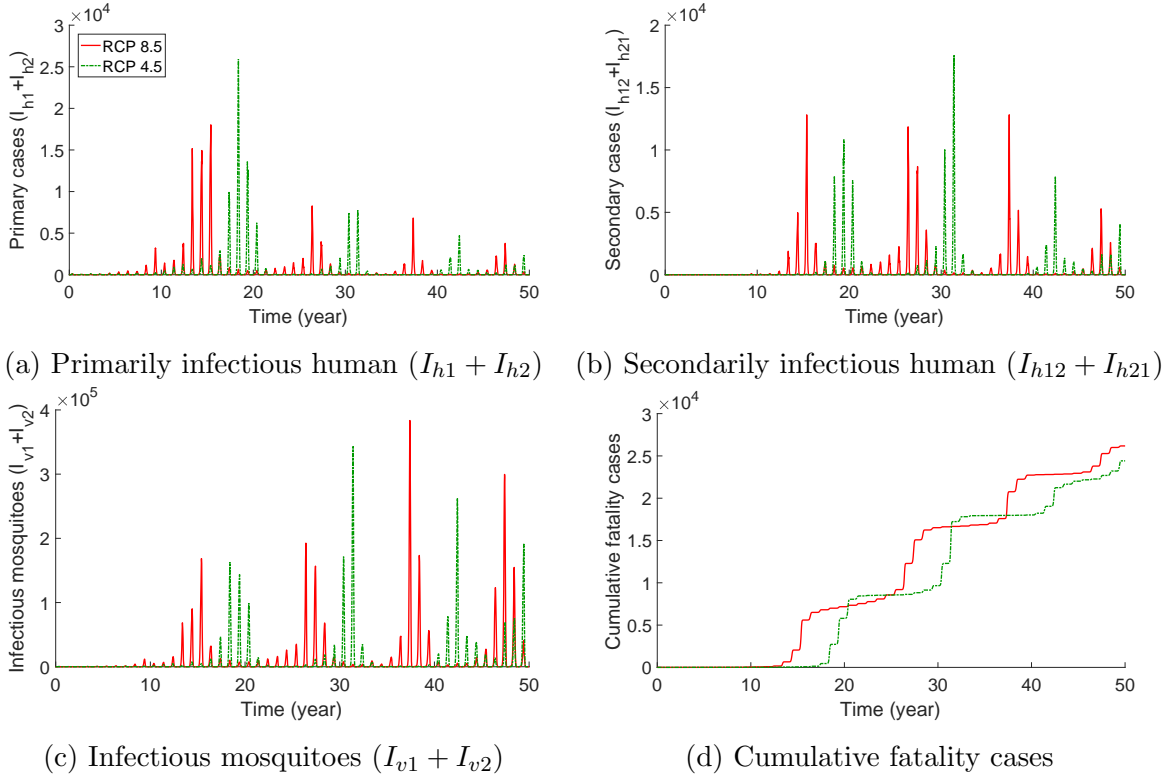 ×10⁴
3
2.5
2
1.5
1
0.5
0
0 10 20 30 40 50
Primary cases (I_h1+I_h2)
Time (year)
RCP 8.5
RCP 4.5
(a) Primarily infectious human (I_h1 + I_h2)
×10⁴
2
1.5
1
0.5
0
0 10 20 30 40 50
Secondary cases (I_h12+I_h21)
Time (year)
(b) Secondarily infectious human (I_h12 + I_h21)
×10⁵
4
3
2
1
0
0 10 20 30 40 50
Infectious mosquitoes (I_v1+I_v2)
Time (year)
(c) Infectious mosquitoes (I_v1 + I_v2)
×10⁴
3
2.5
2
1.5
1
0.5
0
0 10 20 30 40 50
Cumulative fatality cases
Time (year)
(d) Cumulative fatality cases